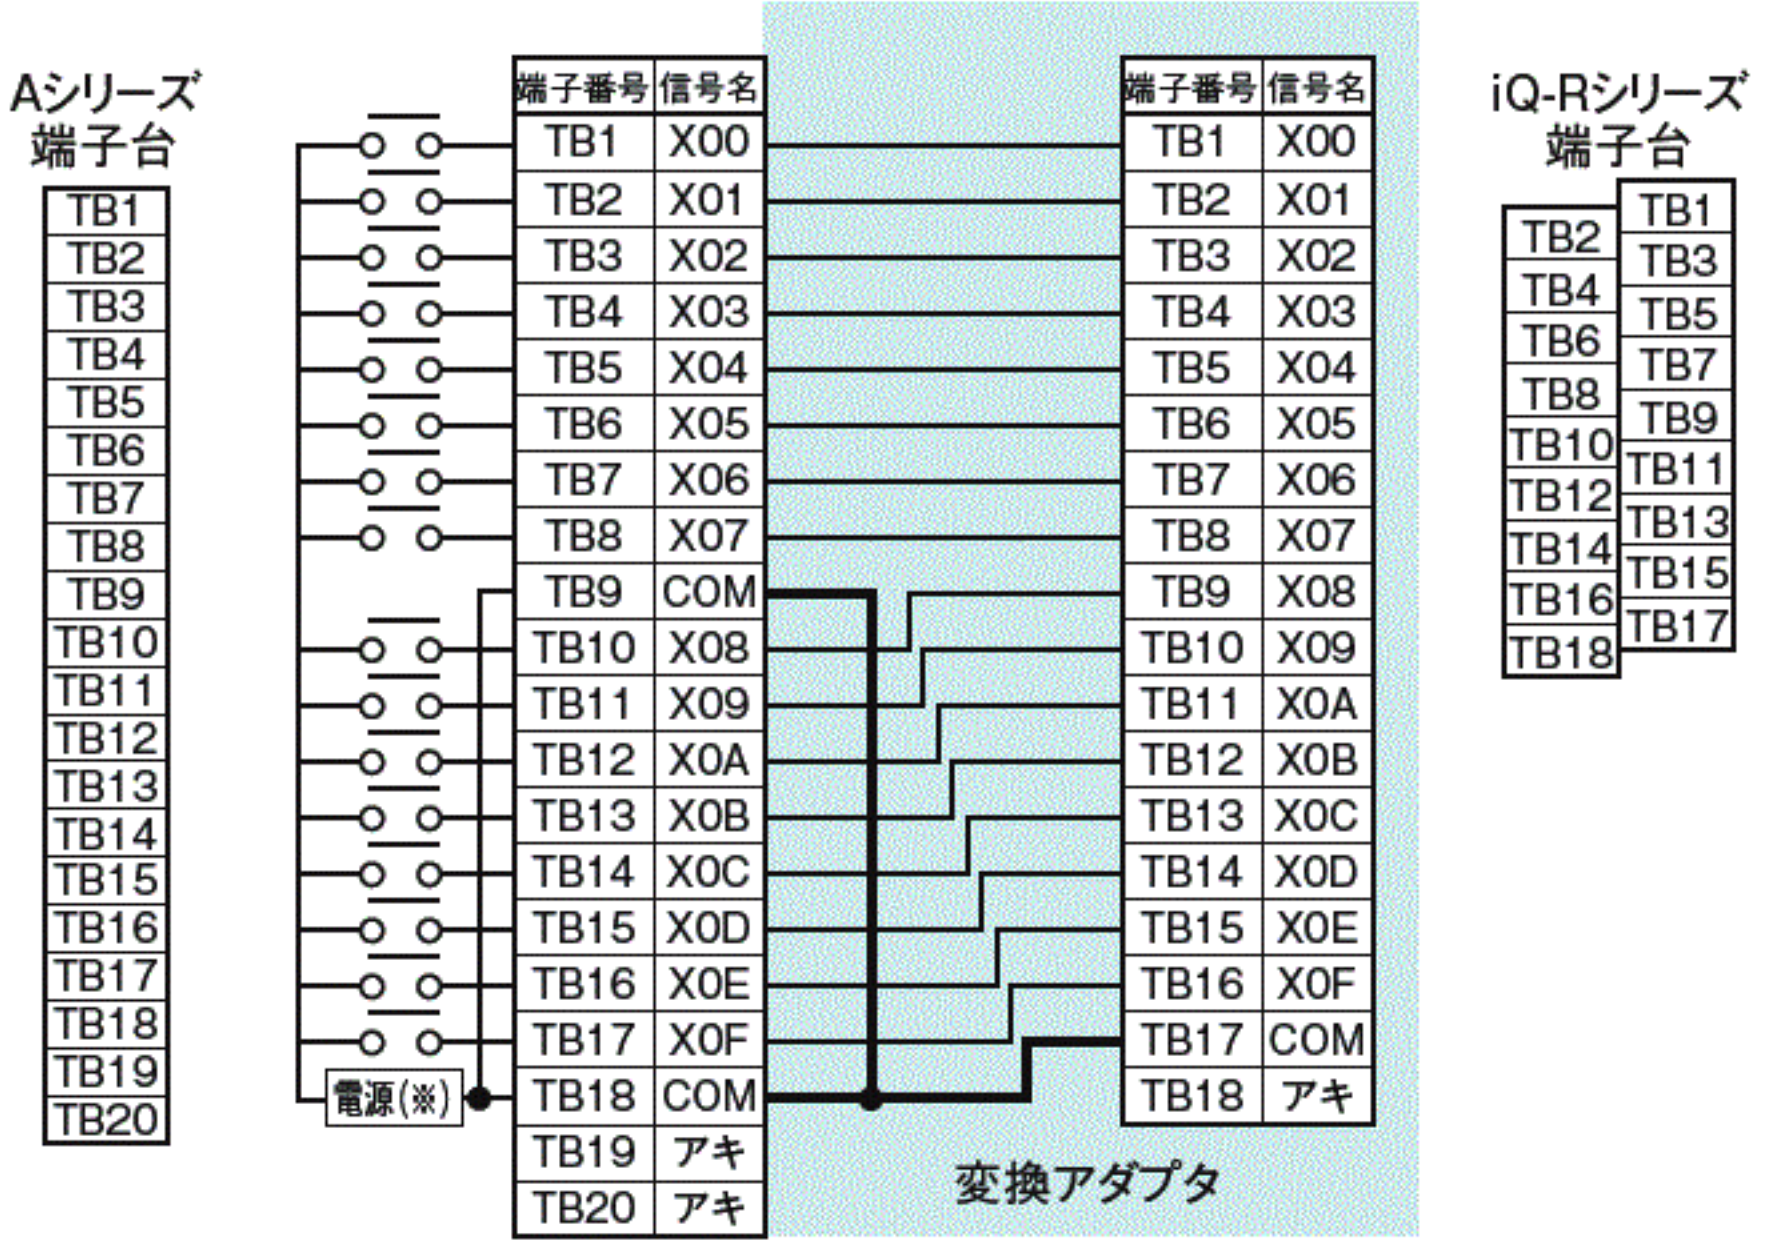 Aシリーズ
端子台
TB1
TB2
TB3
TB4
TB5
TB6
TB7
TB8
TB9
TB10
TB11
TB12
TB13
TB14
TB15
TB16
TB17
TB18
TB19
TB20
端子番号 信号名
TB1 X00
TB2 X01
TB3 X02
TB4 X03
TB5 X04
TB6 X05
TB7 X06
TB8 X07
TB9 COM
TB10 X08
TB11 X09
TB12 X0A
TB13 X0B
TB14 X0C
TB15 X0D
TB16 X0E
TB17 X0F
TB18 COM
TB19 アキ
TB20 アキ
電源(※)
変換アダプタ
端子番号 信号名
TB1 X00
TB2 X01
TB3 X02
TB4 X03
TB5 X04
TB6 X05
TB7 X06
TB8 X07
TB9 X08
TB10 X09
TB11 X0A
TB12 X0B
TB13 X0C
TB14 X0D
TB15 X0E
TB16 X0F
TB17 COM
TB18 アキ
iQ-Rシリーズ
端子台
TB1
TB2
TB3
TB4
TB5
TB6
TB7
TB8
TB9
TB10
TB11
TB12
TB13
TB14
TB15
TB16
TB17
TB18